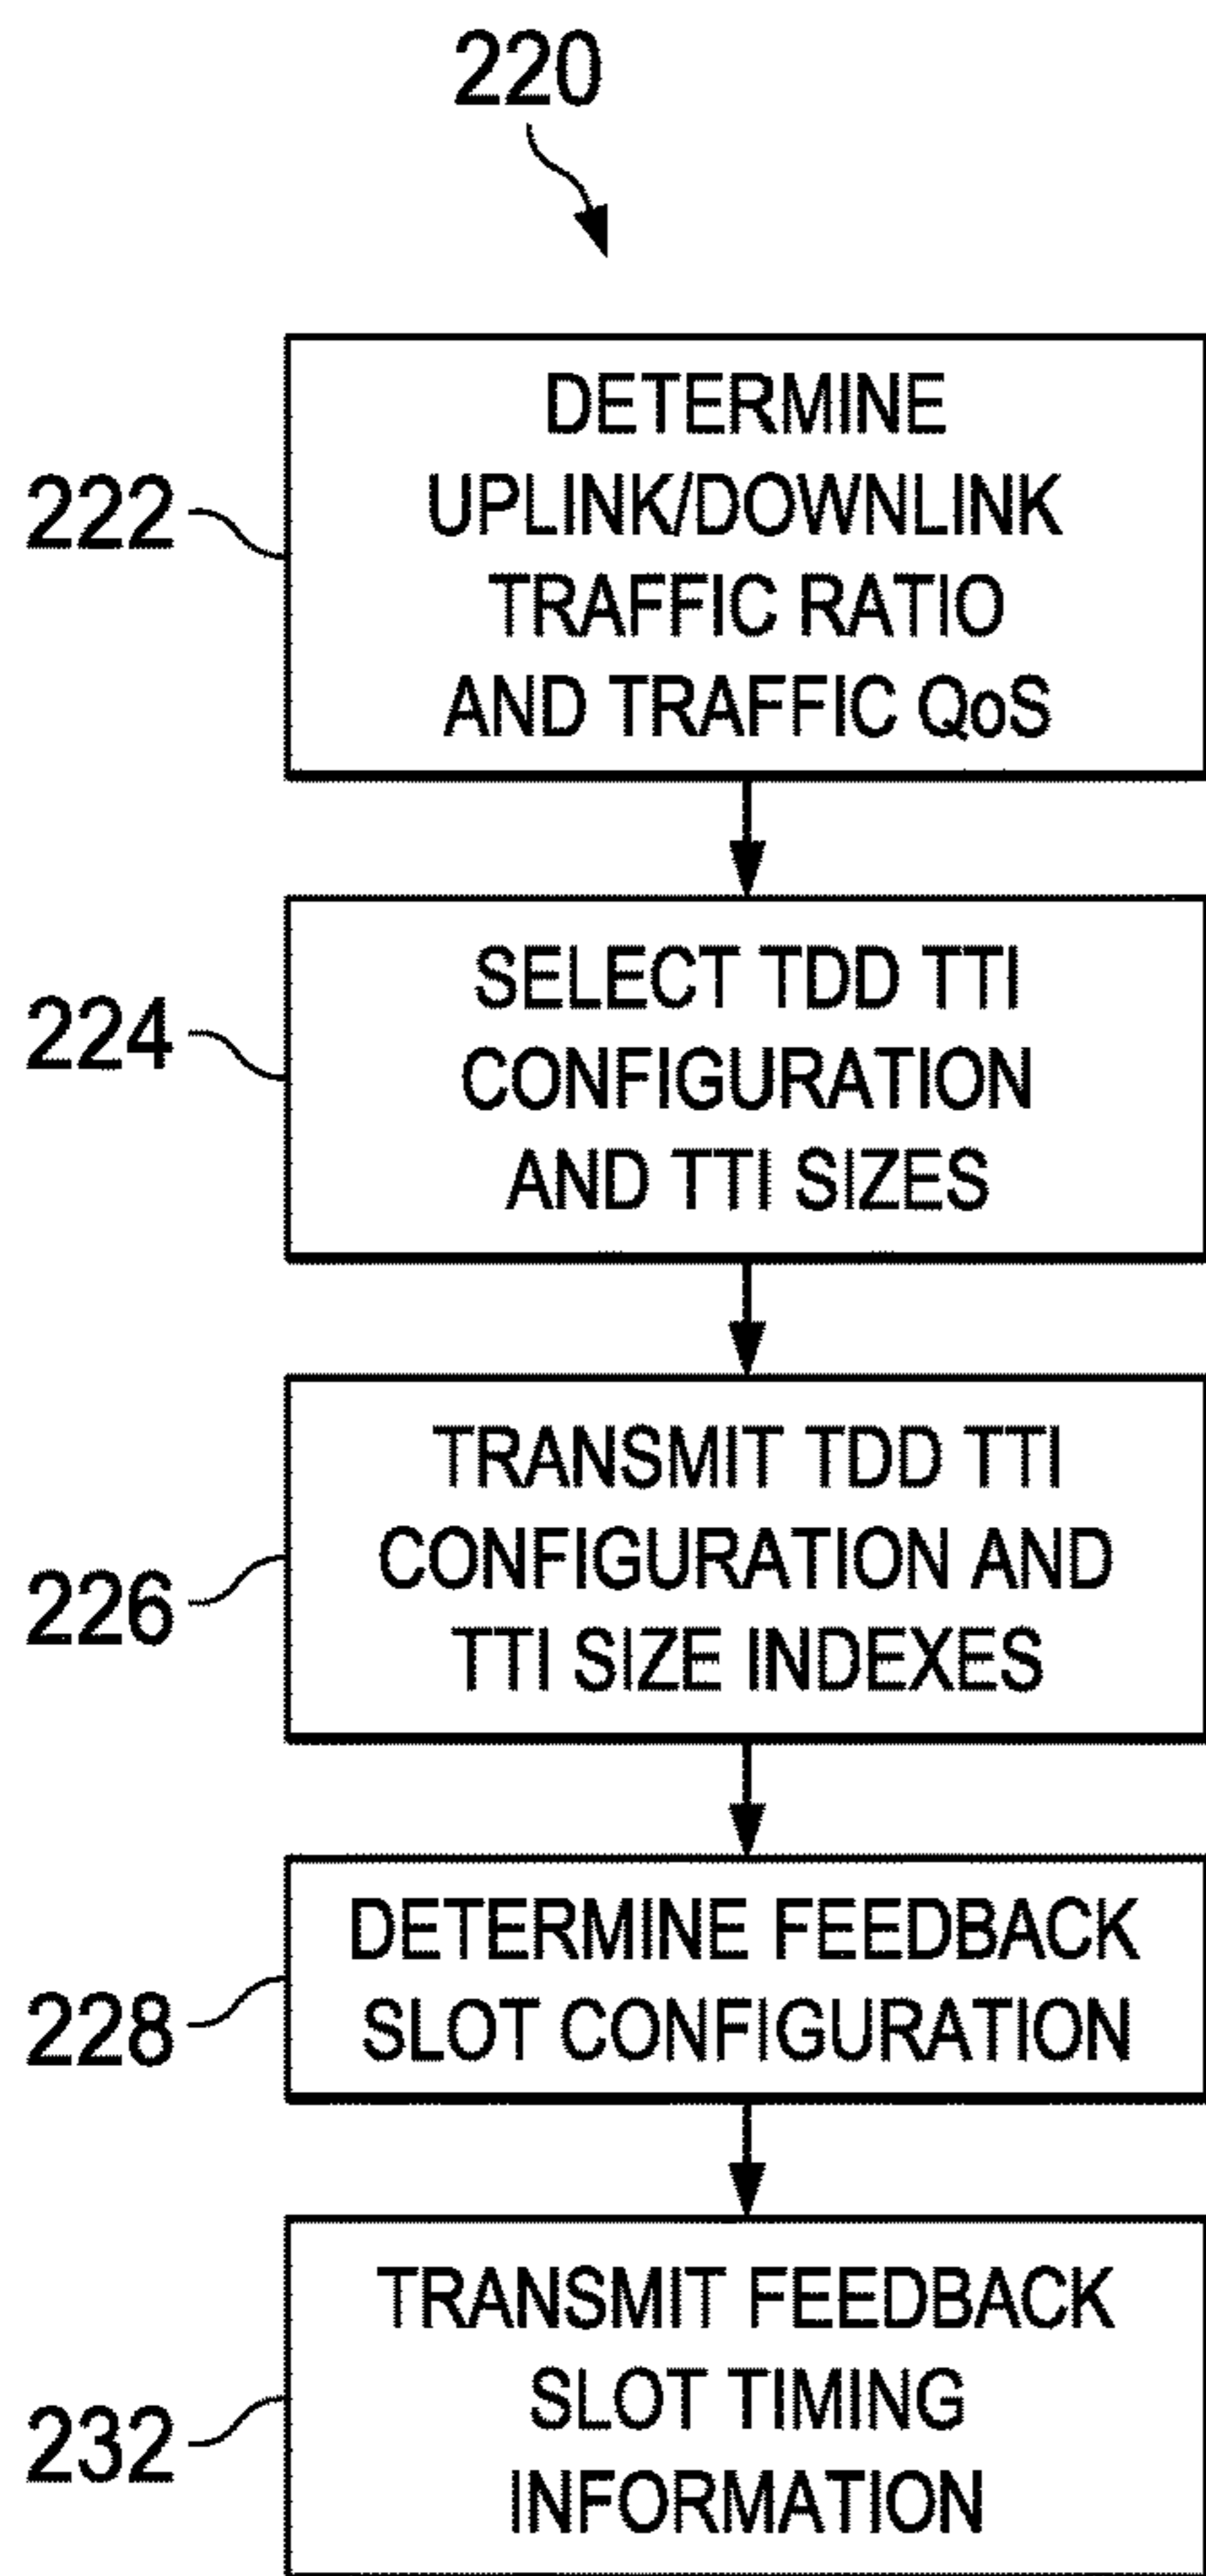 220
222
DETERMINE
UPLINK/DOWNLINK
TRAFFIC RATIO
AND TRAFFIC QoS
224
SELECT TDD TTI
CONFIGURATION
AND TTI SIZES
226
TRANSMIT TDD TTI
CONFIGURATION AND
TTI SIZE INDEXES
228
DETERMINE FEEDBACK
SLOT CONFIGURATION
232
TRANSMIT FEEDBACK
SLOT TIMING
INFORMATION